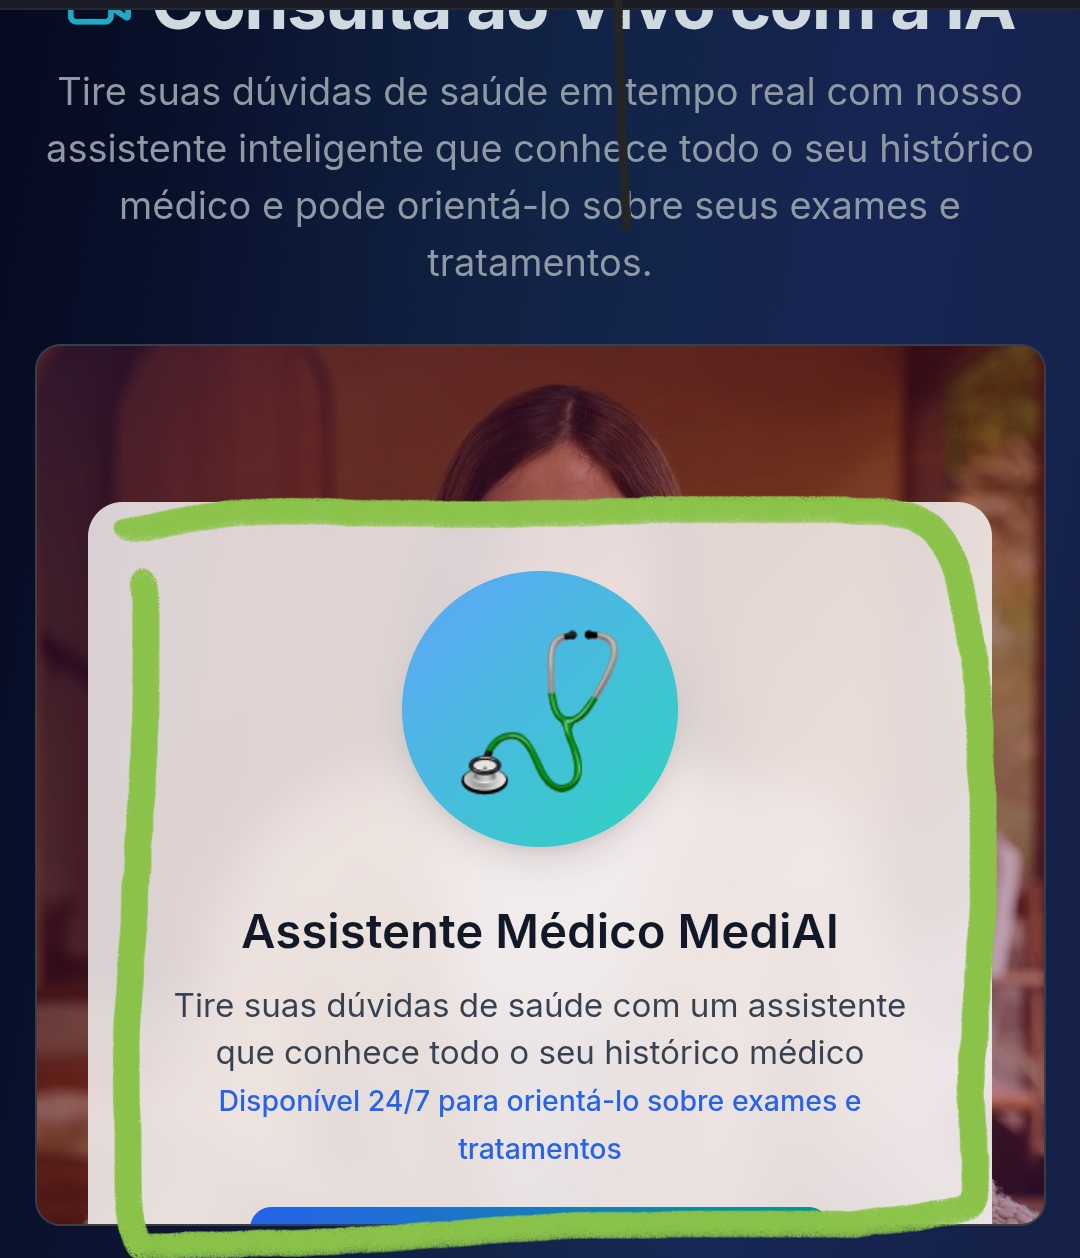 Consulta ao Vivo com a IA
Tire suas dúvidas de saúde em tempo real com nosso
assistente inteligente que conhece todo o seu histórico
médico e pode orientá-lo sobre seus exames e
tratamentos.
Assistente Médico MediAI
Tire suas dúvidas de saúde com um assistente
que conhece todo o seu histórico médico
Disponível 24/7 para orientá-lo sobre exames e
tratamentos